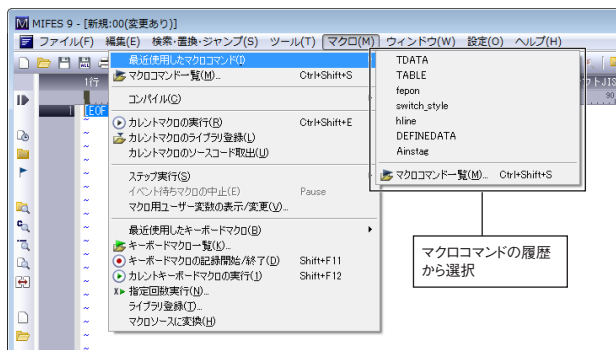 MIFES 9 - [新規:00(変更あり)]
ファイル(F) 編集(E) 検索・置換・ジャンプ(S) ツール(T) マクロ(M) ウィンドウ(W) 設定(O) ヘルプ(H)
1行
[EOF
最近使用したマクロコマンド(I)
マクロコマンド一覧(M)... Ctrl+Shift+S
コンパイル(C)
カレントマクロの実行(R) Ctrl+Shift+E
カレントマクロのライブラリ登録(L)
カレントマクロのソースコード取出(U)
ステップ実行(S)
イベント待ちマクロの中止(E) Pause
マクロ用ユーザー変数の表示/変更(V)...
最近使用したキーボードマクロ(B)
キーボードマクロ一覧(K)...
キーボードマクロの記録開始/終了(D) Shift+F11
カレントキーボードマクロの実行(1) Shift+F12
指定回数実行(N)...
ライブラリ登録(T)...
マクロソースに変換(H)
TDATA
TABLE
fepon
switch_style
hline
DEFINEDATA
Ainstag
マクロコマンド一覧(M)... Ctrl+Shift+S
フトJIS
90
マクロコマンドの履歴
から選択